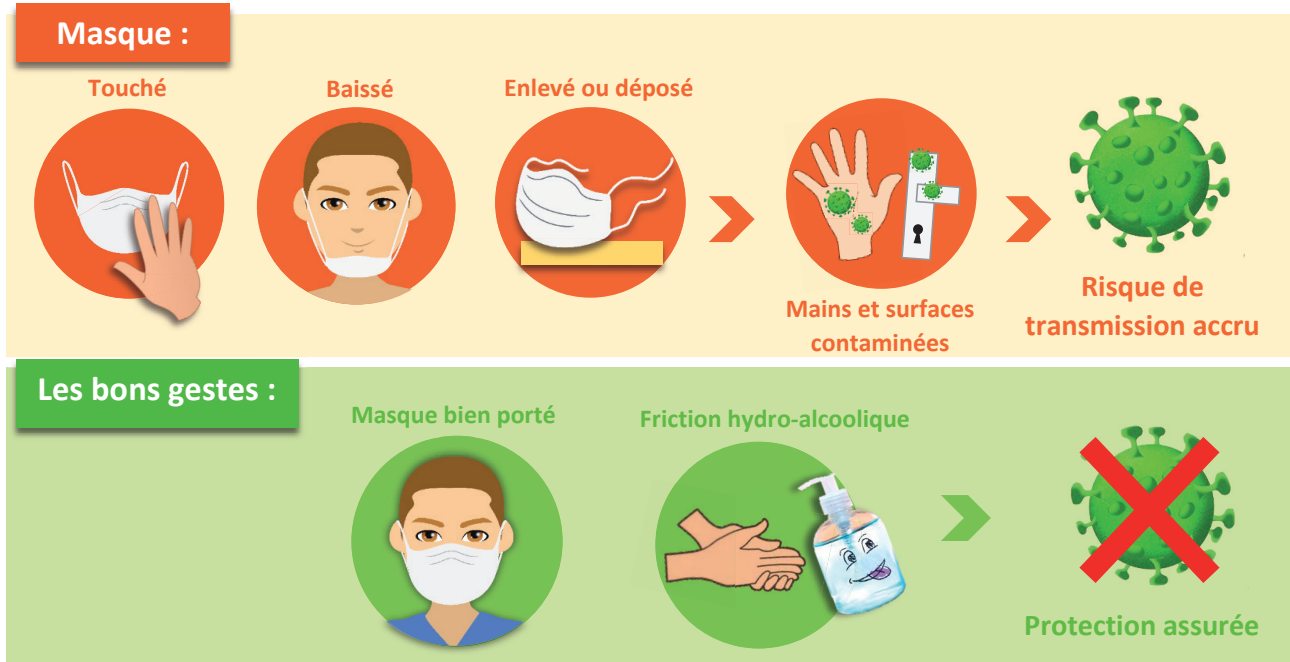 Masque :
Touché
Baissé
Enlevé ou déposé
Mains et surfaces
contaminées
Risque de
transmission accru
Les bons gestes :
Masque bien porté
Friction hydro-alcoolique
Protection assurée